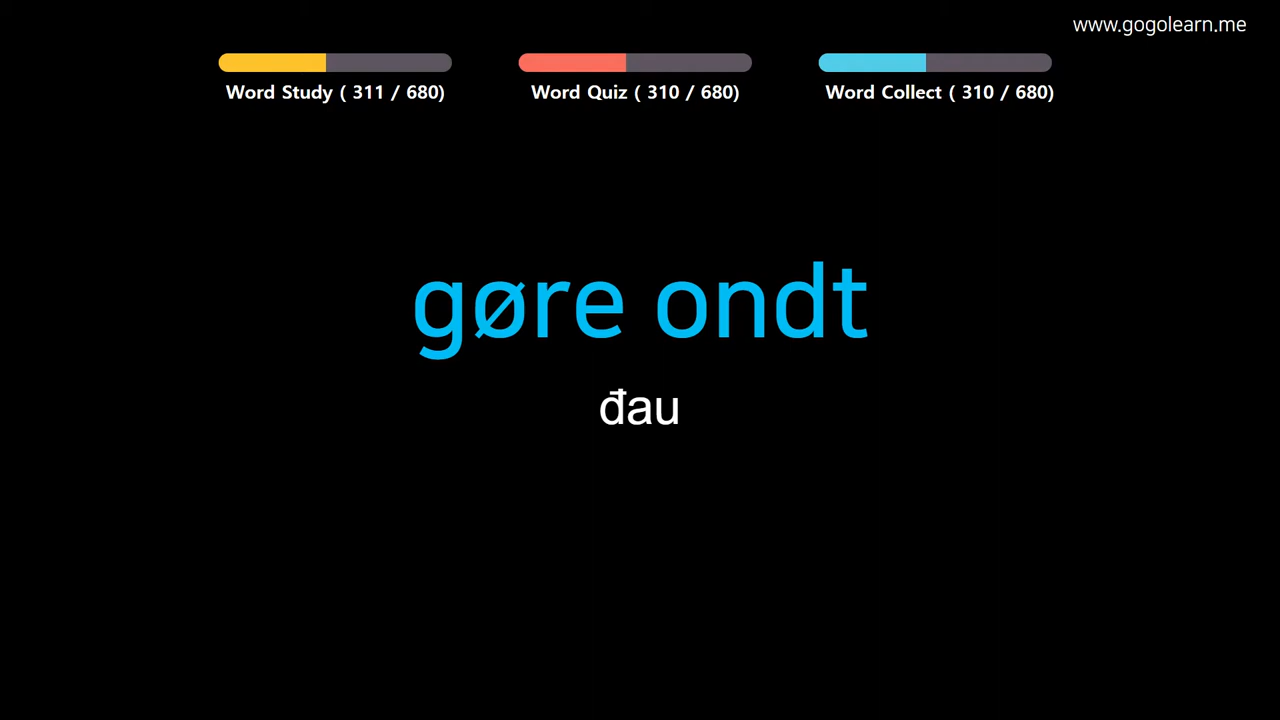 www.gogolearn.me
Word Study ( 311 / 680)
Word Quiz ( 310 / 680)
Word Collect ( 310 / 680)
gøre ondt
đau